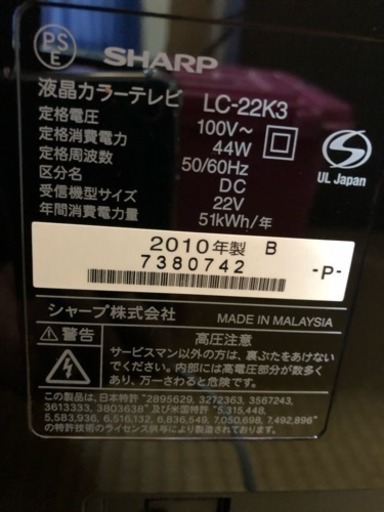 PS
E
SHARP
液晶カラーテレビ LC-22K3
定格電圧 100V~
定格消費電力 44W
定格周波数 50/60Hz
区分名 DC
受信機型サイズ 22V
年間消費電力量 51kWh/年
UL Japan
2010年製 B
7380742
-P-
シャープ株式会社 MADE IN MALAYSIA
高圧注意
サービスマン以外の方は、裏ぶたをあけない
でください。内部には高電圧部分が数多く
あり、万一さわると危険です。
この製品は、日本特許 "2895629, 3272363, 3567243,
3613333, 3803638" 及び米国特許 "5,315,448,
5,583,936, 6,516,132, 6,836,549, 7,050,698, 7,492,896"
の特許技術のライセンス供与により製造されております。